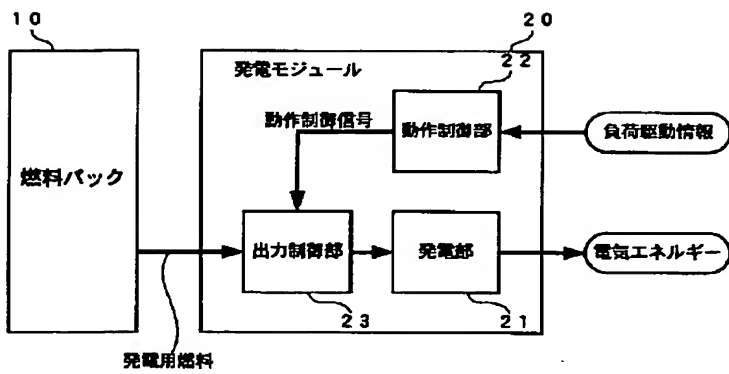 １０
２０
発電モジュール
２２
動作制御信号
動作制御部
負荷駆動情報
燃料パック
出力制御部
発電部
電気エネルギー
２３
２１
発電用燃料